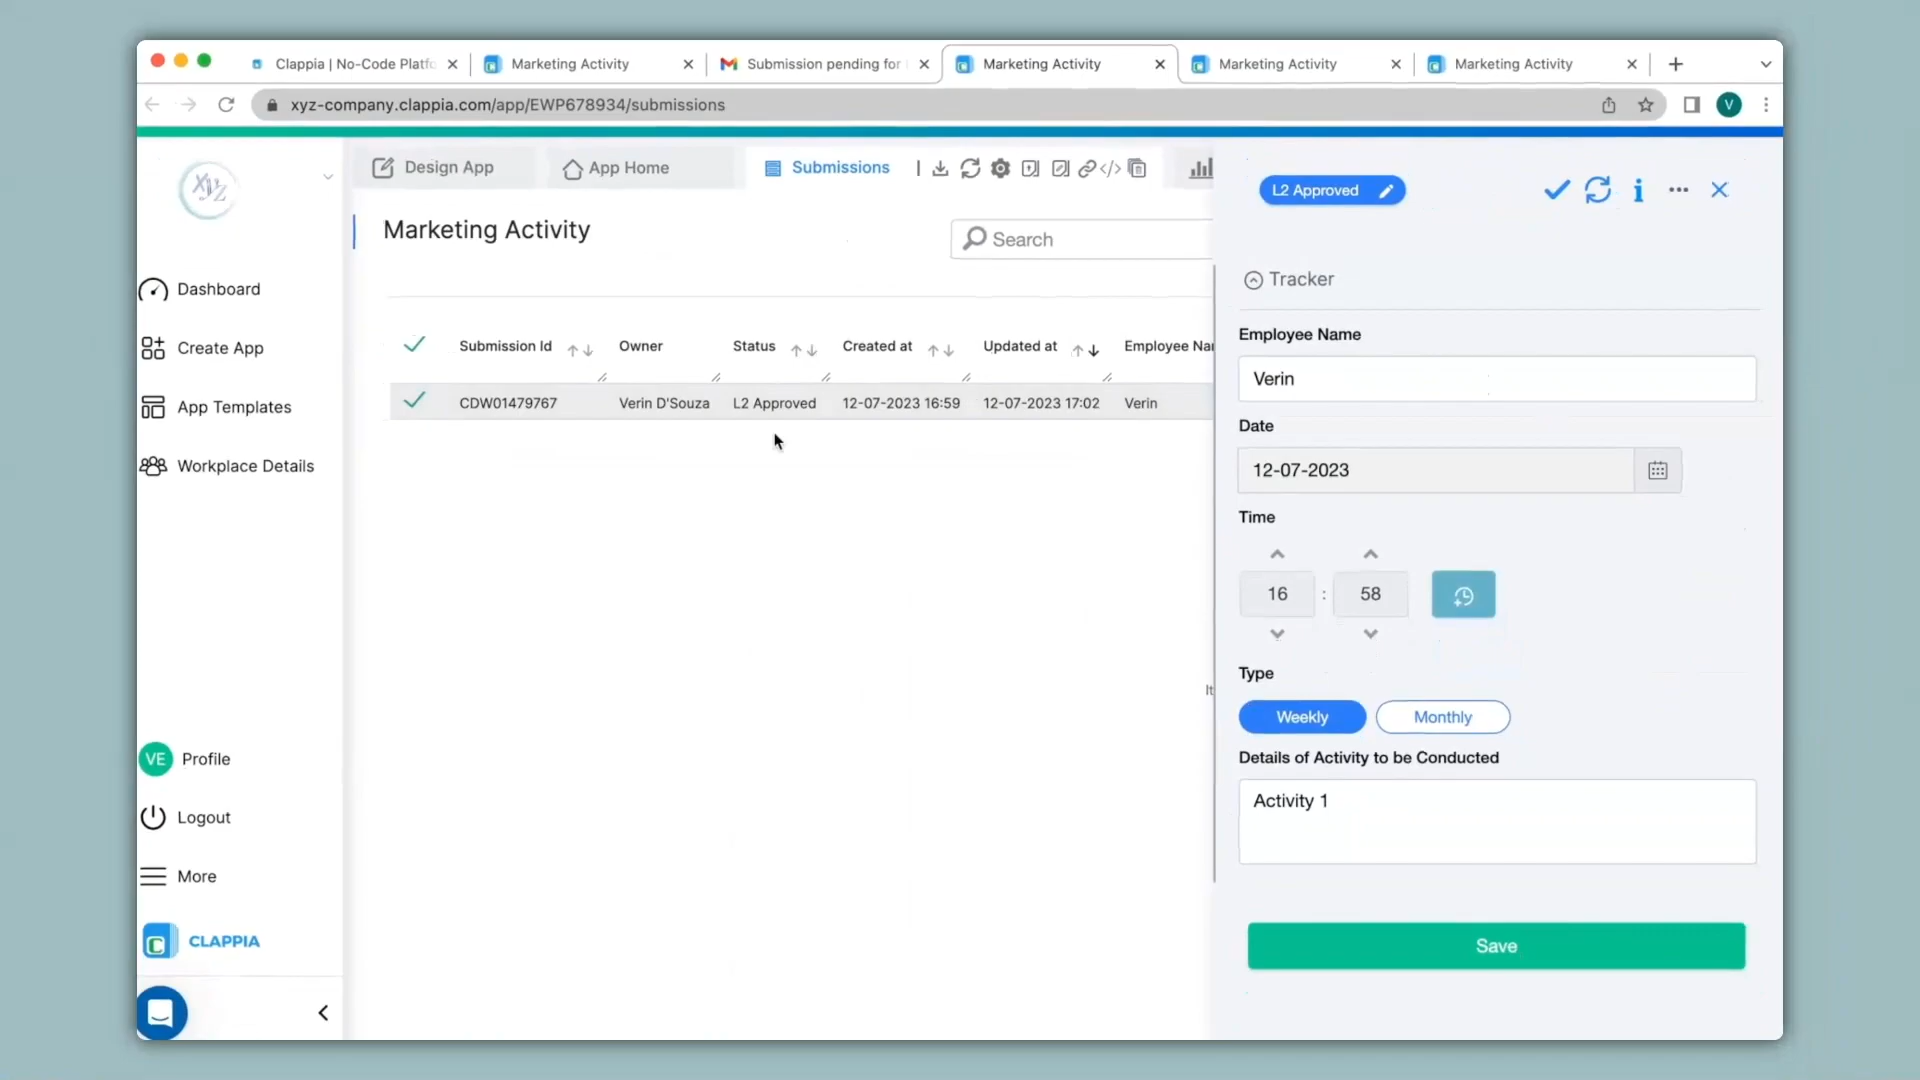 Clappia | No-Code Platfo
Marketing Activity
Submission pending for
Marketing Activity
Marketing Activity
Marketing Activity
xyz-company.clappia.com/app/EWP678934/submissions
V
XYZ
Design App
App Home
Submissions
L2 Approved
Marketing Activity
Search
Dashboard
Create App
App Templates
Workplace Details
Submission Id
Owner
Status
Created at
Updated at
Employee Na
CDW01479767
Verin D'Souza
L2 Approved
12-07-2023 16:59
12-07-2023 17:02
Verin
It
Tracker
Employee Name
Verin
Date
12-07-2023
Time
16 : 58
Type
Weekly
Monthly
Details of Activity to be Conducted
Activity 1
Save
VE
Profile
Logout
More
CLAPPIA